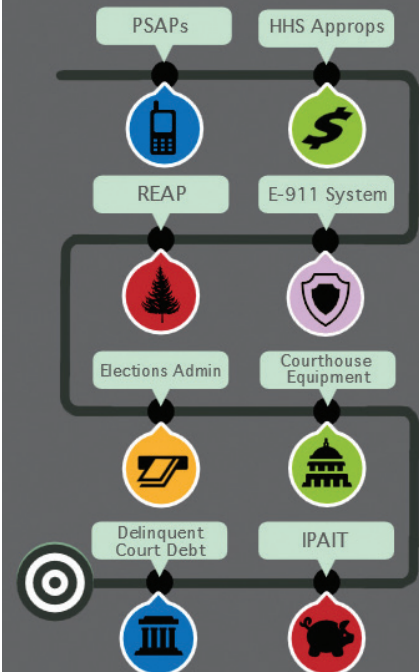 PSAPs
HHS Approps
REAP
E-911 System
Elections Admin
Courthouse
Equipment
Delinquent
Court Debt
IPAIT